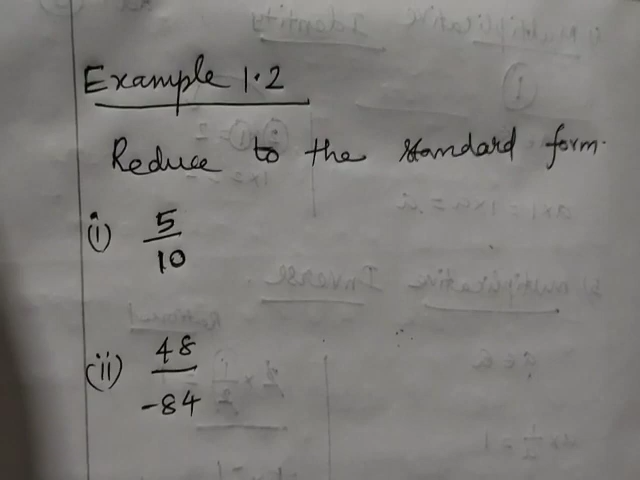 Example 1.2
Reduce to the standard form.
(i) 5/10
(ii) 48/-84